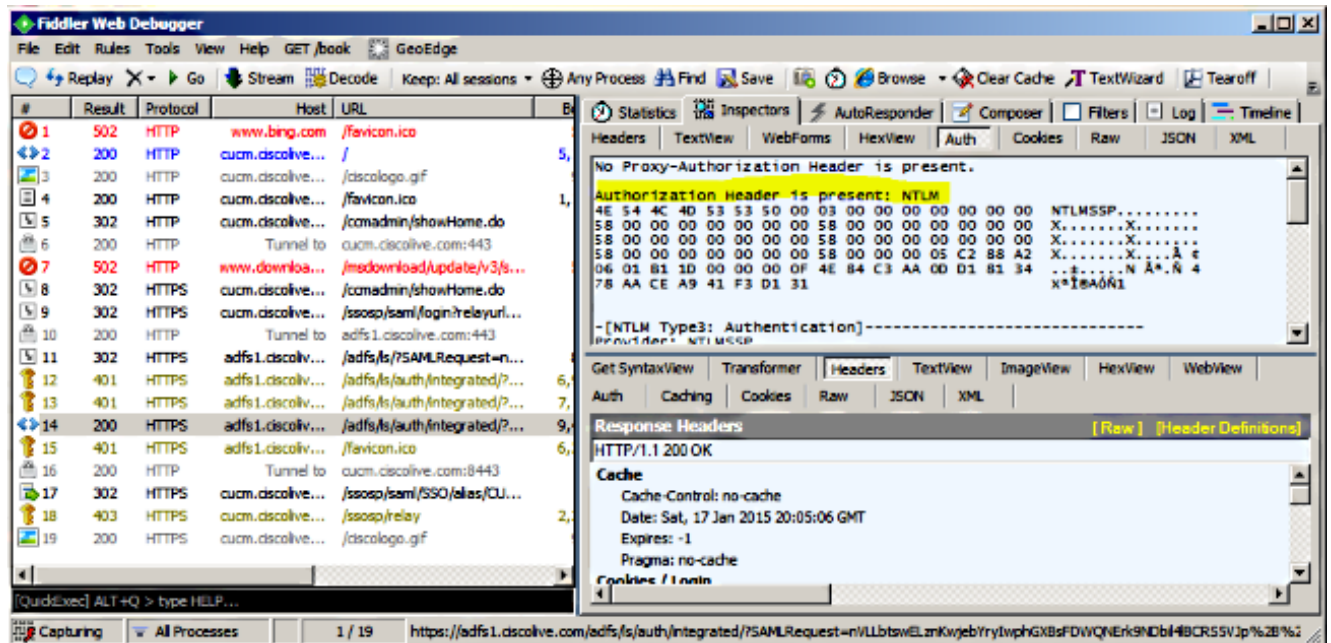 Fiddler Web Debugger
File Edit Rules Tools View Help GET /book GeoEdge
Replay Go Stream Decode Keep: All sessions Any Process Find Save Browse Clear Cache TextWizard Tearoff
# Result Protocol Host URL
1 502 HTTP www.bing.com /favicon.ico
2 200 HTTP cucm.ciscolive... / 5,
3 200 HTTP cucm.ciscolive... /ciscologo.gif
4 200 HTTP cucm.ciscolive... /favicon.ico 1,
5 302 HTTP cucm.ciscolive... /ccmadmin/showHome.do
6 200 HTTP Tunnel to cucm.ciscolive.com:443
7 502 HTTP www.downloa... /msdownload/update/v3/s...
8 302 HTTPS cucm.ciscolive... /ccmadmin/showHome.do
9 302 HTTPS cucm.ciscolive... /ssosp/saml/login?relayurl...
10 200 HTTP Tunnel to adfs1.ciscolive.com:443
11 302 HTTPS adfs1.ciscoliv... /adfs/ls/?SAMLRequest=n...
12 401 HTTPS adfs1.ciscoliv... /adfs/ls/auth/integrated/?... 6,
13 401 HTTPS adfs1.ciscoliv... /adfs/ls/auth/integrated/?... 7,
14 200 HTTPS adfs1.ciscoliv... /adfs/ls/auth/integrated/?... 9,
15 401 HTTPS adfs1.ciscoliv... /favicon.ico 6,
16 200 HTTP Tunnel to cucm.ciscolive.com:8443
17 302 HTTPS cucm.ciscolive... /ssosp/saml/SSO/alias/CU...
18 403 HTTPS cucm.ciscolive... /ssosp/relay 2,
19 200 HTTPS cucm.ciscolive... /ciscologo.gif
[QuickExec] ALT+Q > type HELP...
Statistics Inspectors AutoResponder Composer Filters Log Timeline
Headers TextView WebForms HexView Auth Cookies Raw JSON XML
No Proxy-Authorization Header is present.
Authorization Header is present: NTLM
4E 54 4C 4D 53 53 50 00 03 00 00 00 00 00 00 00 NTLMSSP.........
58 00 00 00 00 00 00 00 58 00 00 00 00 00 00 00 X.......X.......
58 00 00 00 00 00 00 00 58 00 00 00 00 00 00 00 X.......X.......
58 00 00 00 00 00 00 00 58 00 00 00 05 C2 88 A2
06 01 B1 1D 00 00 00 0F 4E 84 C3 AA 0D D1 81 34
78 AA CE A9 41 F3 D1 31 xªÎ©AóÑ1
-[NTLM Type3: Authentication]------------------------------
Provider: NTLMSSP
Get SyntaxView Transformer Headers TextView ImageView HexView WebView
Auth Caching Cookies Raw JSON XML
Response Headers [Raw] [Header Definitions]
HTTP/1.1 200 OK
Cache
Cache-Control: no-cache
Date: Sat, 17 Jan 2015 20:05:06 GMT
Expires: -1
Pragma: no-cache
Cookies / Login
Capturing All Processes 1 / 19